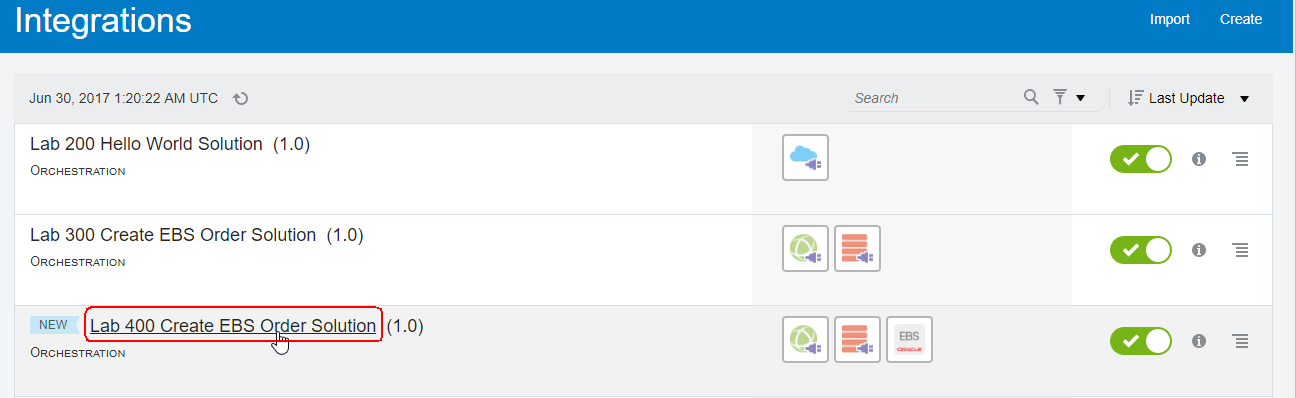 Integrations
Import Create
Jun 30, 2017 1:20:22 AM UTC Search Last Update
Lab 200 Hello World Solution (1.0)
ORCHESTRATION
Lab 300 Create EBS Order Solution (1.0)
ORCHESTRATION
NEW Lab 400 Create EBS Order Solution (1.0)
EBS
ORACLE
ORCHESTRATION